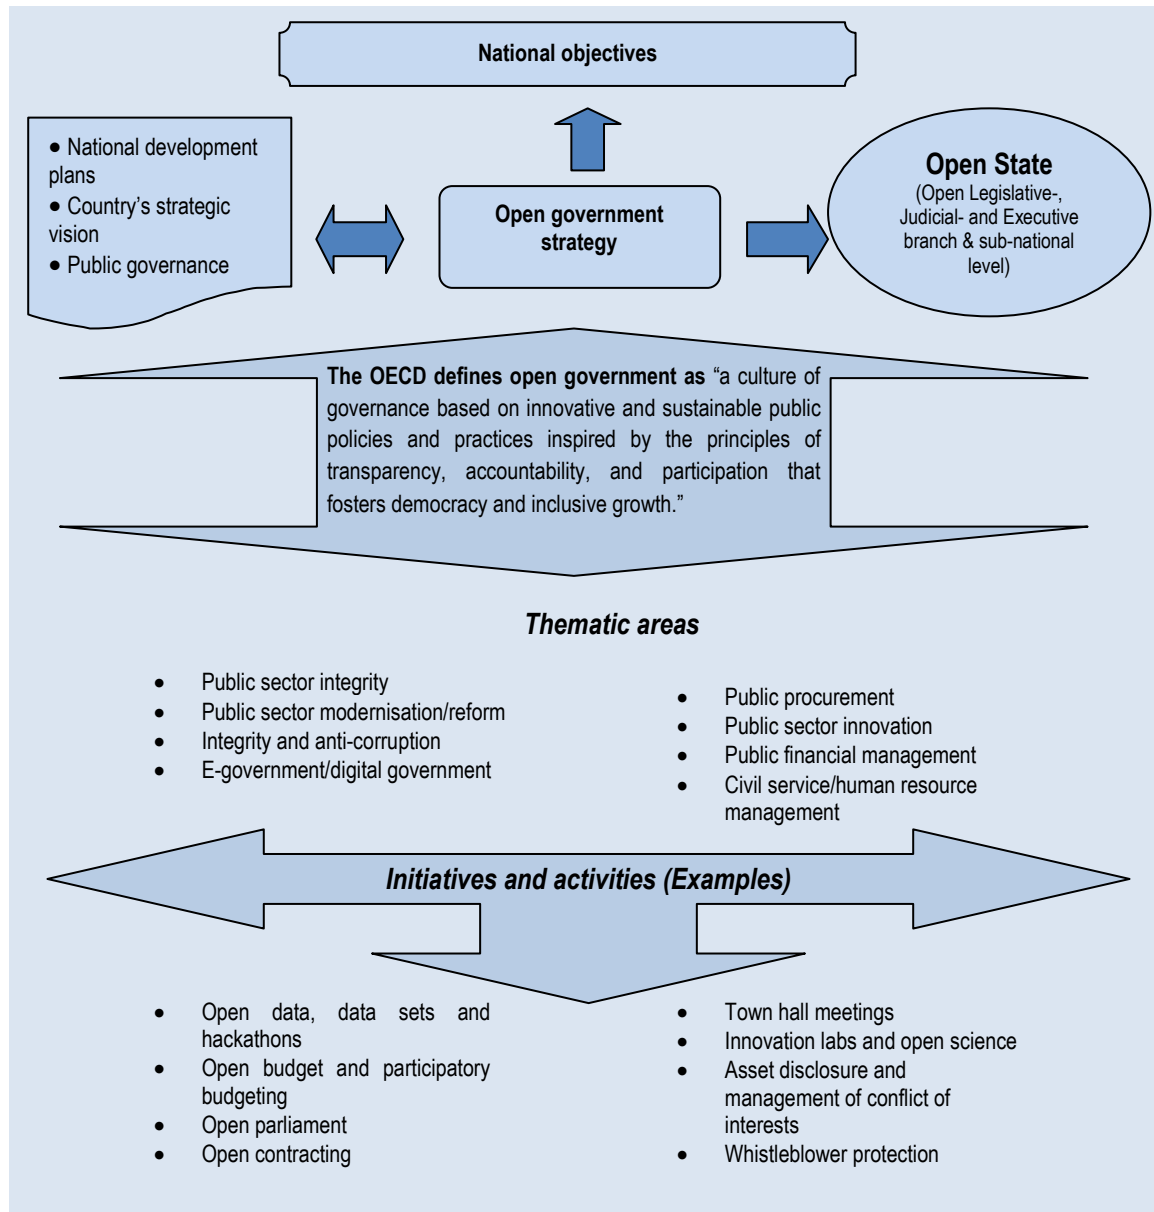 National objectives
• National development
plans
• Country's strategic
vision
• Public governance
Open government
strategy
Open State
(Open Legislative-,
Judicial- and Executive
branch & sub-national
level)
The OECD defines open government as “a culture of
governance based on innovative and sustainable public
policies and practices inspired by the principles of
transparency, accountability, and participation that
fosters democracy and inclusive growth.”
Thematic areas
• Public sector integrity
• Public sector modernisation/reform
• Integrity and anti-corruption
• E-government/digital government
• Public procurement
• Public sector innovation
• Public financial management
• Civil service/human resource
management
Initiatives and activities (Examples)
• Open data, data sets and
hackathons
• Open budget and participatory
budgeting
• Open parliament
• Open contracting
• Town hall meetings
• Innovation labs and open science
• Asset disclosure and
management of conflict of
interests
• Whistleblower protection